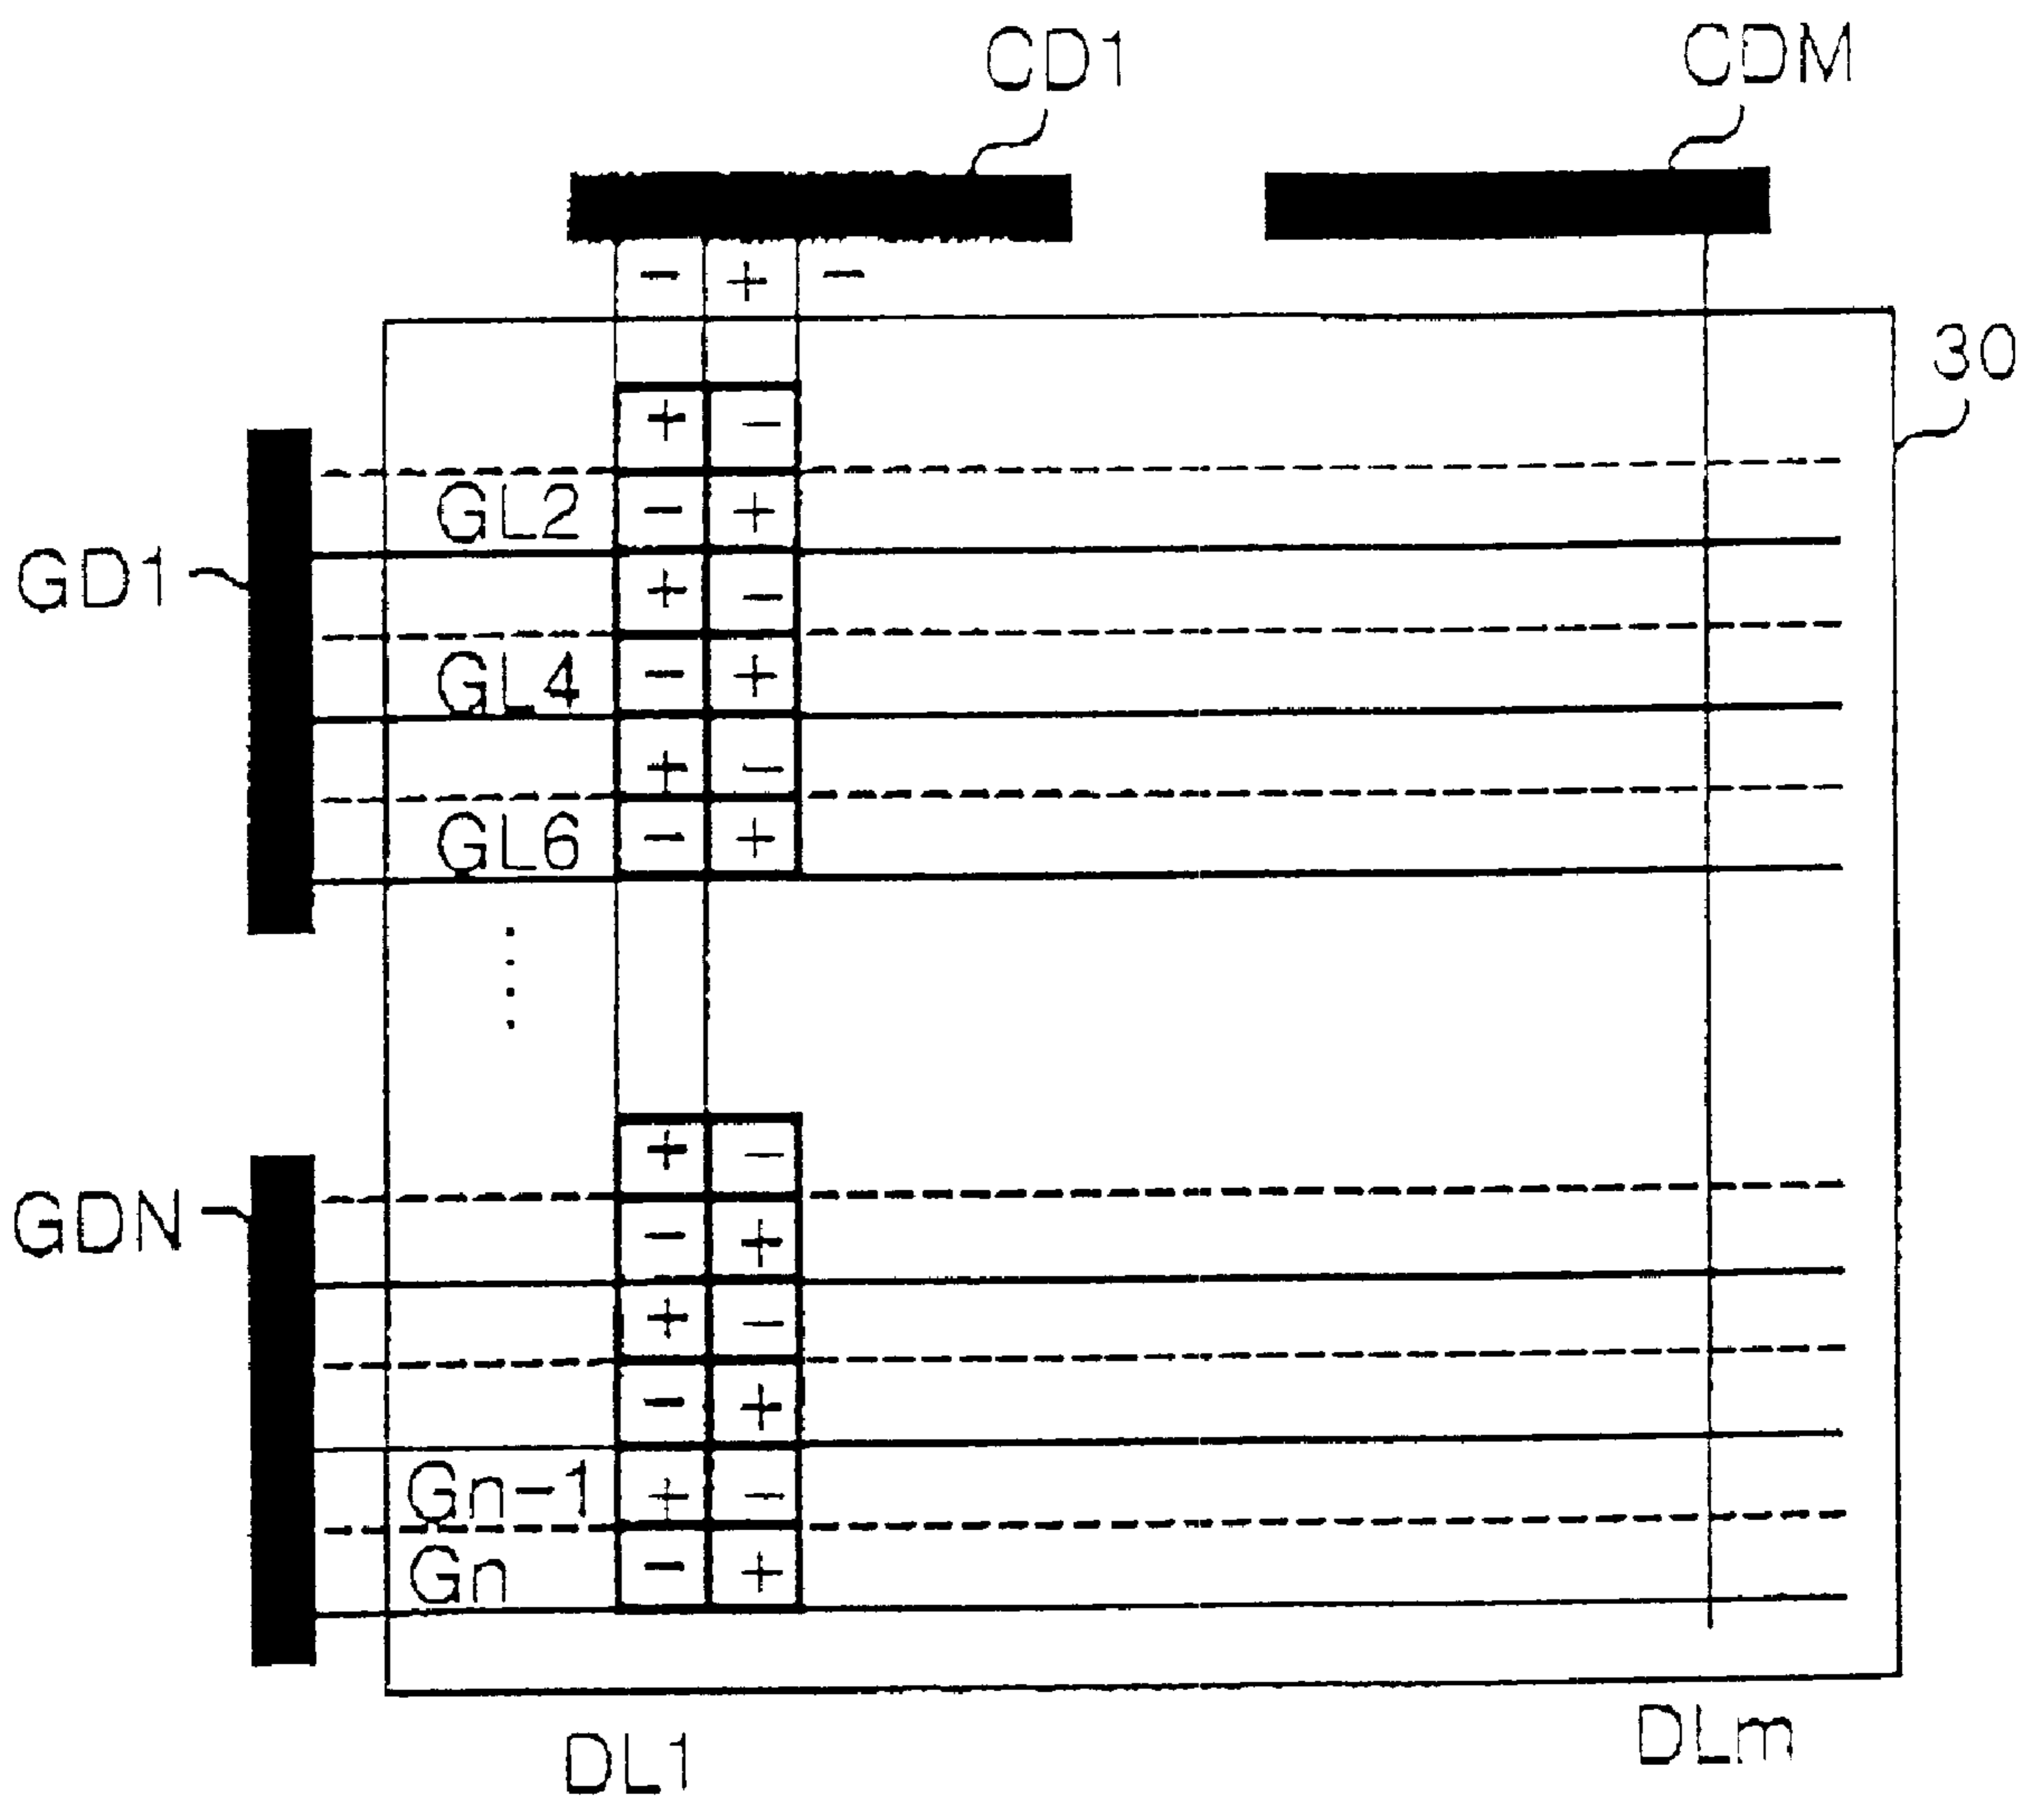 CD1 CDM
− + −
30
+ −
GL2 − +
GD1 + −
GL4 − +
+ −
GL6 − +
+ −
GDN − +
+ −
− +
Gn-1 + −
Gn − +
DL1 DLm